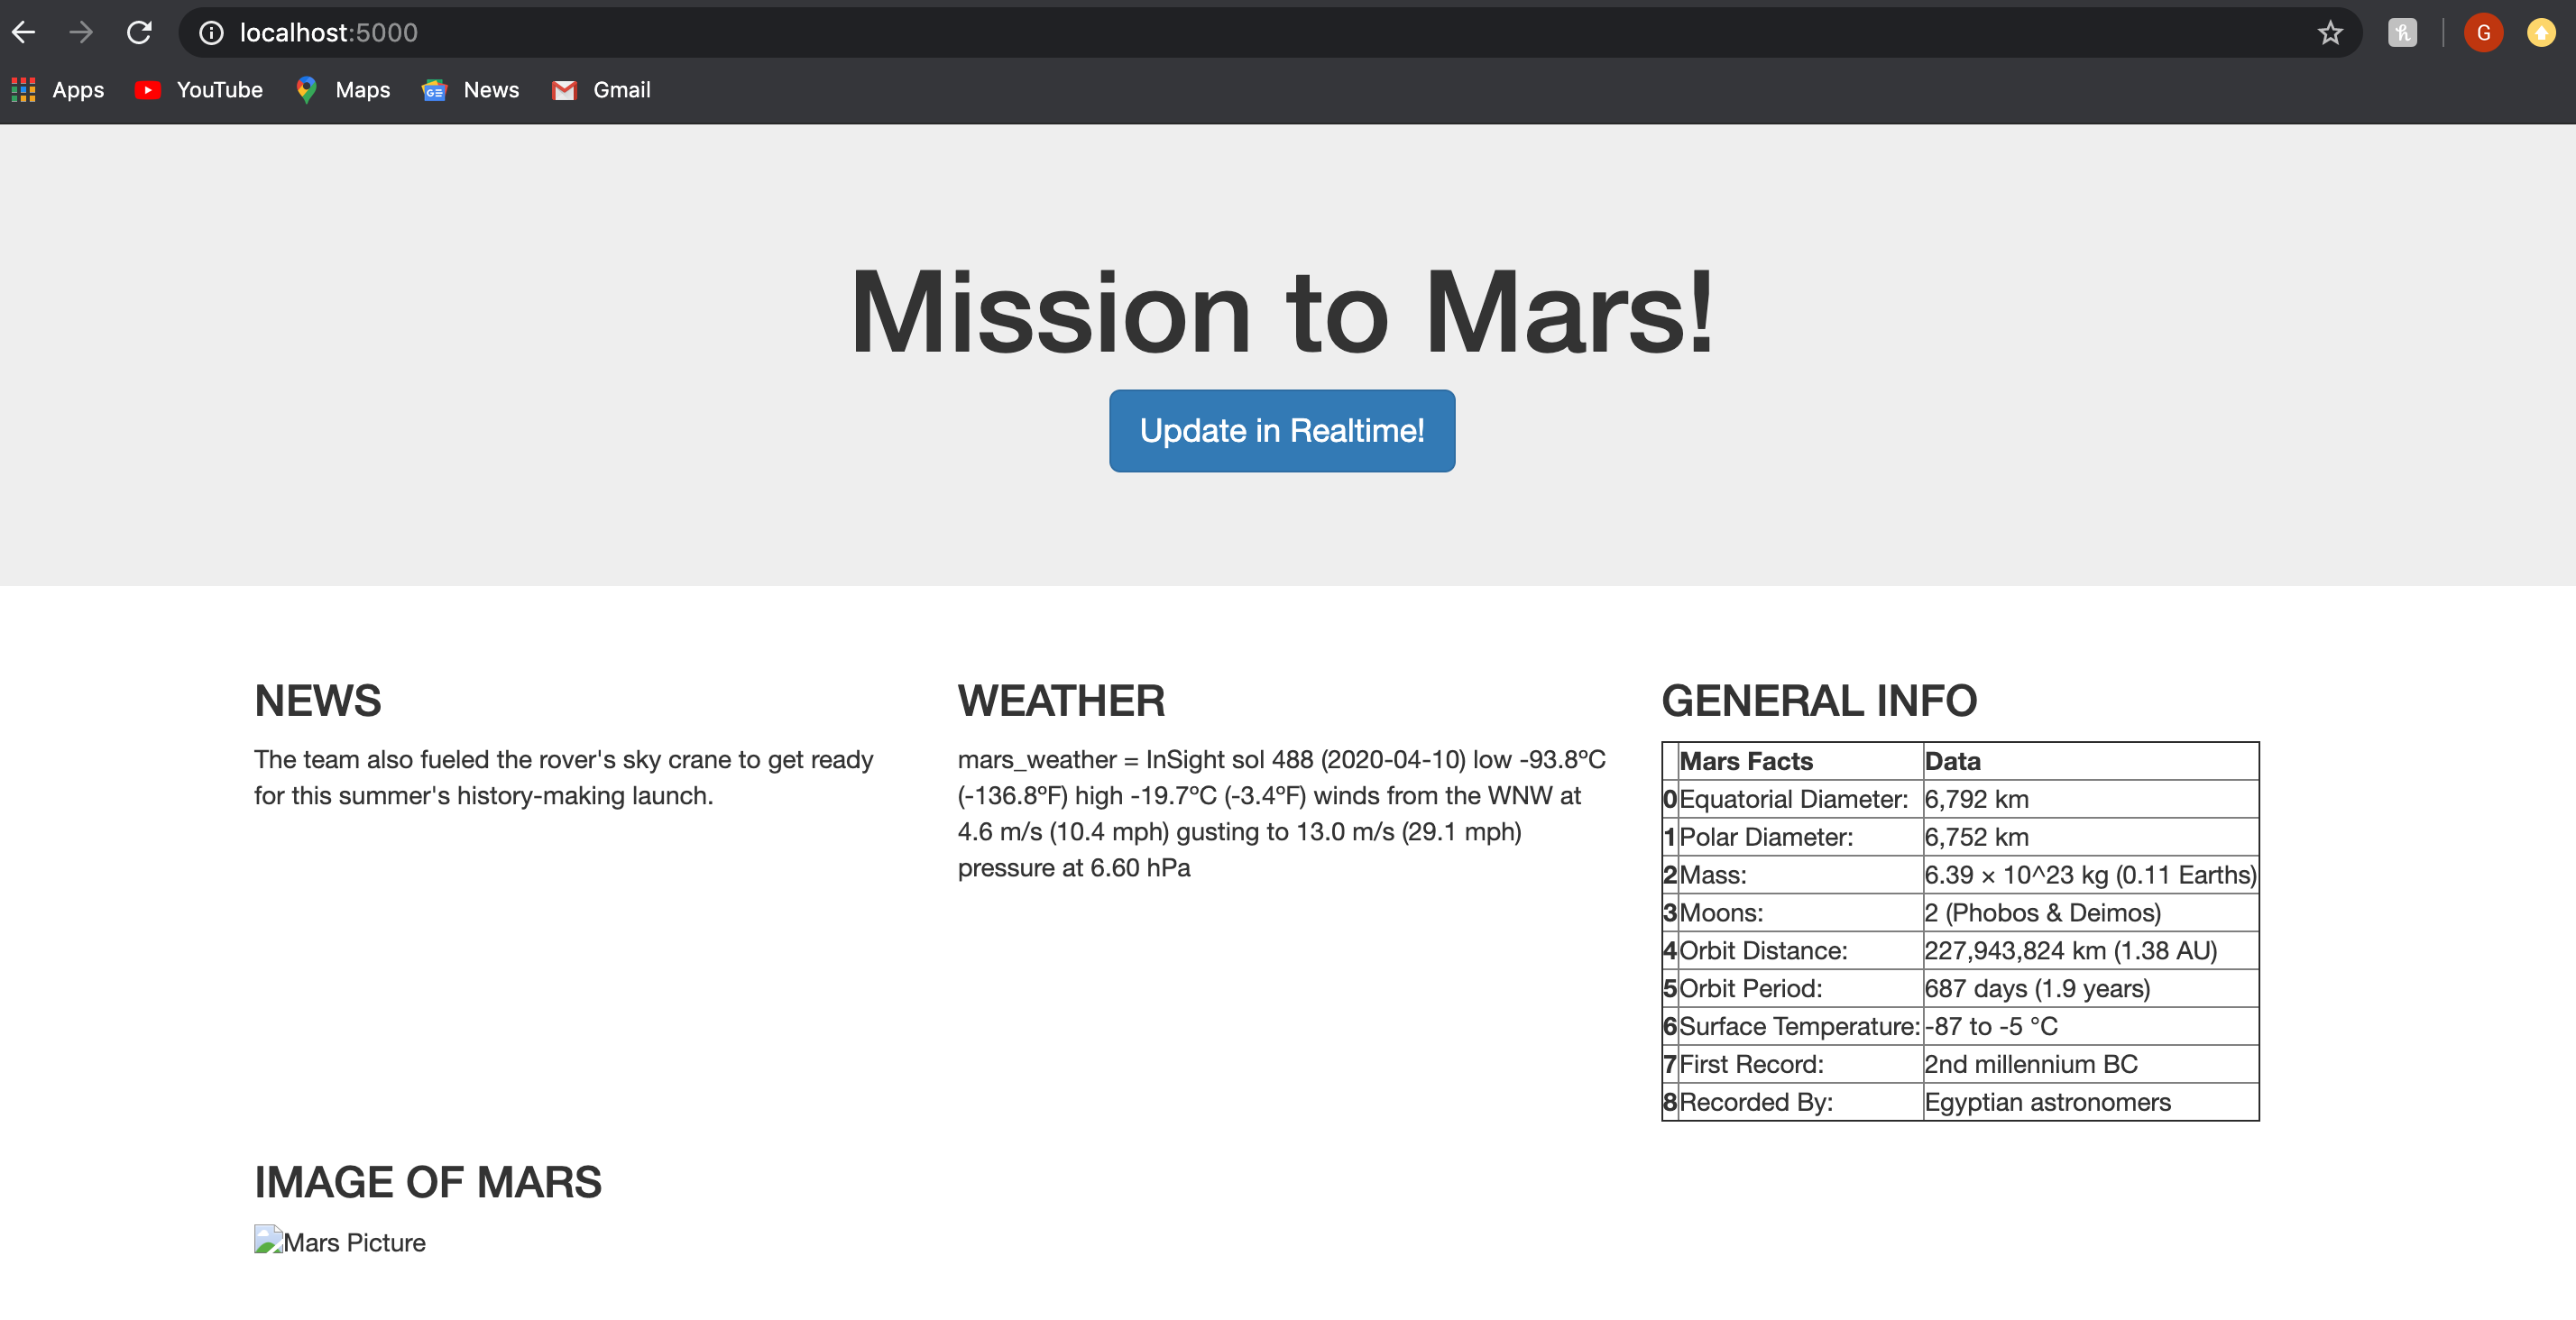 localhost:5000
G
Apps YouTube Maps News Gmail
Mission to Mars!
Update in Realtime!
NEWS
The team also fueled the rover's sky crane to get ready
for this summer's history-making launch.
WEATHER
mars_weather = InSight sol 488 (2020-04-10) low -93.8ºC
(-136.8ºF) high -19.7ºC (-3.4ºF) winds from the WNW at
4.6 m/s (10.4 mph) gusting to 13.0 m/s (29.1 mph)
pressure at 6.60 hPa
GENERAL INFO
Mars Facts Data
0 Equatorial Diameter: 6,792 km
1 Polar Diameter: 6,752 km
2 Mass: 6.39 × 10^23 kg (0.11 Earths)
3 Moons: 2 (Phobos & Deimos)
4 Orbit Distance: 227,943,824 km (1.38 AU)
5 Orbit Period: 687 days (1.9 years)
6 Surface Temperature: -87 to -5 °C
7 First Record: 2nd millennium BC
8 Recorded By: Egyptian astronomers
IMAGE OF MARS
Mars Picture